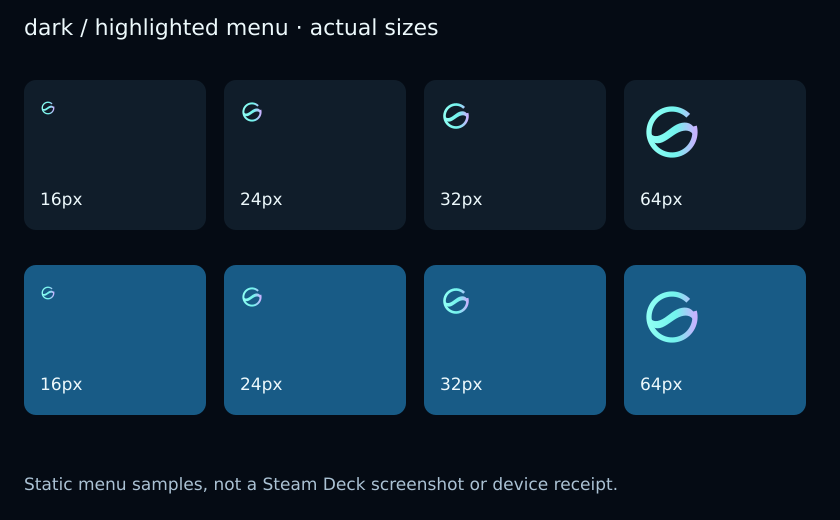 dark / highlighted menu · actual sizes
16px
24px
32px
64px
16px
24px
32px
64px
Static menu samples, not a Steam Deck screenshot or device receipt.